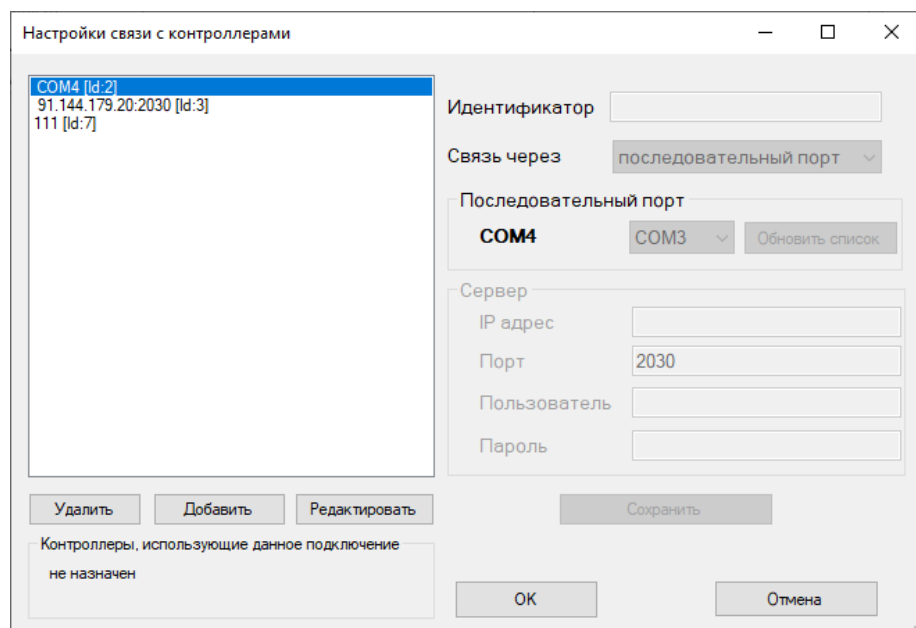 Настройки связи с контроллерами
COM4 [Id:2]
91.144.179.20:2030 [Id:3]
111 [Id:7]
Идентификатор
Связь через последовательный порт
Последовательный порт
COM4 COM3 Обновить список
Сервер
IP адрес
Порт 2030
Пользователь
Пароль
Удалить Добавить Редактировать Сохранить
Контроллеры, использующие данное подключение
не назначен
OK Отмена